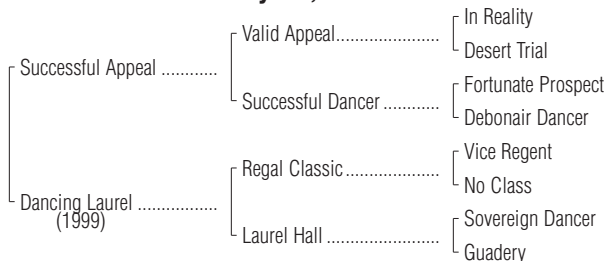 In Reality
Valid Appeal....................
Desert Trial
Successful Appeal ............
Fortunate Prospect
Successful Dancer ............
Debonair Dancer
Vice Regent
Regal Classic..................
No Class
Dancing Laurel .................
(1999)
Sovereign Dancer
Laurel Hall ......................
Guadery